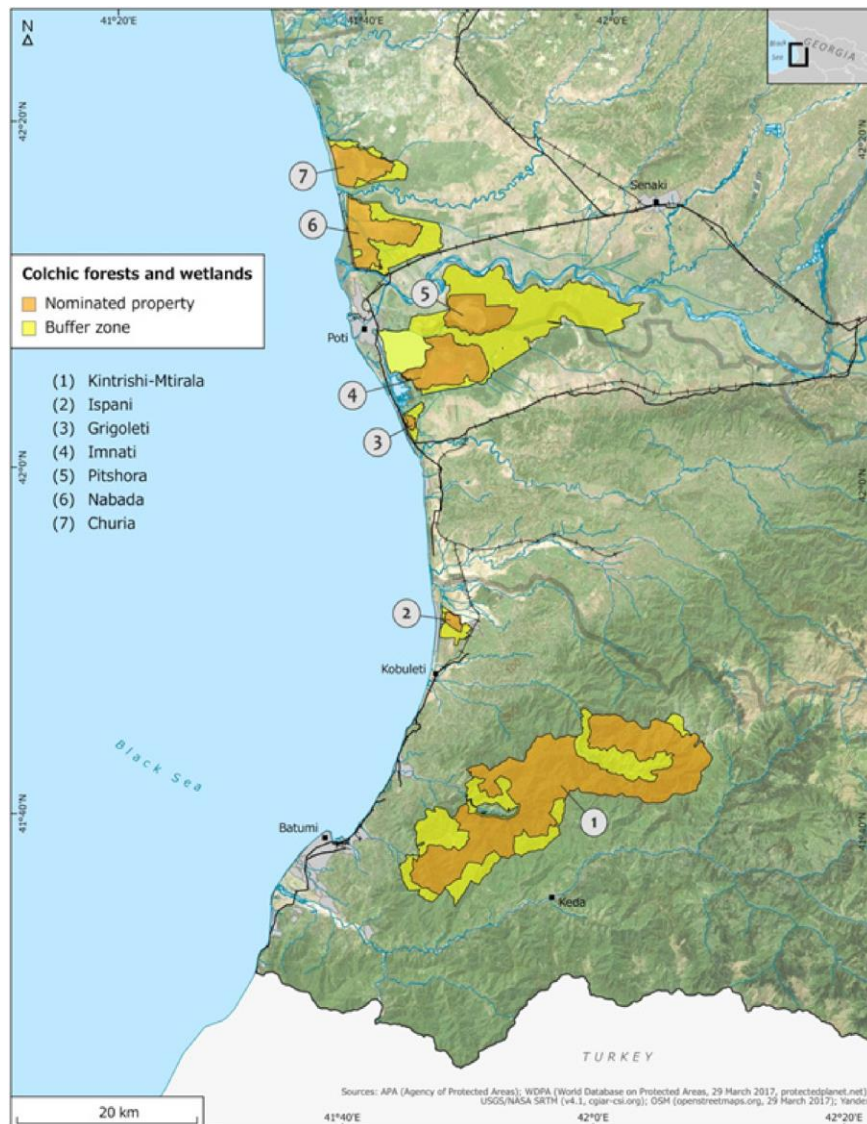 41°20'E
41°40'E
42°0'E
N
Black
Sea
GEORGIA
42°20'N
42°20'N
7
Senaki
6
Colchic forests and wetlands
Nominated property
Buffer zone
5
Poti
(1) Kintrishi-Mtirala
(2) Ispani
(3) Grigoleti
(4) Imnati
(5) Pitshora
(6) Nabada
(7) Churia
4
3
42°0'N
42°0'N
2
Kobuleti
Black Sea
41°40'N
1
Batumi
Keda
TURKEY
Sources: APA (Agency of Protected Areas); WDPA (World Database on Protected Areas, 29 March 2017, protectedplanet.net)
USGS/NASA SRTM (v4.1, cgiar-csi.org); OSM (openstreetmaps.org, 29 March 2017); Yandex
20 km
41°40'E
42°0'E
42°20'E